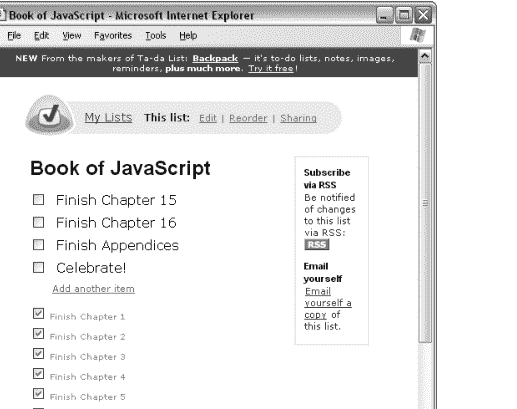 Book of JavaScript - Microsoft Internet Explorer
File Edit View Favorites Tools Help
NEW From the makers of Ta-da List: Backpack — it's to-do lists, notes, images,
reminders, plus much more. Try it free!
My Lists This list: Edit | Reorder | Sharing
Book of JavaScript
Finish Chapter 15
Finish Chapter 16
Finish Appendices
Celebrate!
Add another item
Finish Chapter 1
Finish Chapter 2
Finish Chapter 3
Finish Chapter 4
Finish Chapter 5
Subscribe
via RSS
Be notified
of changes
to this list
via RSS:
RSS
Email
yourself
Email
yourself a
copy of
this list.